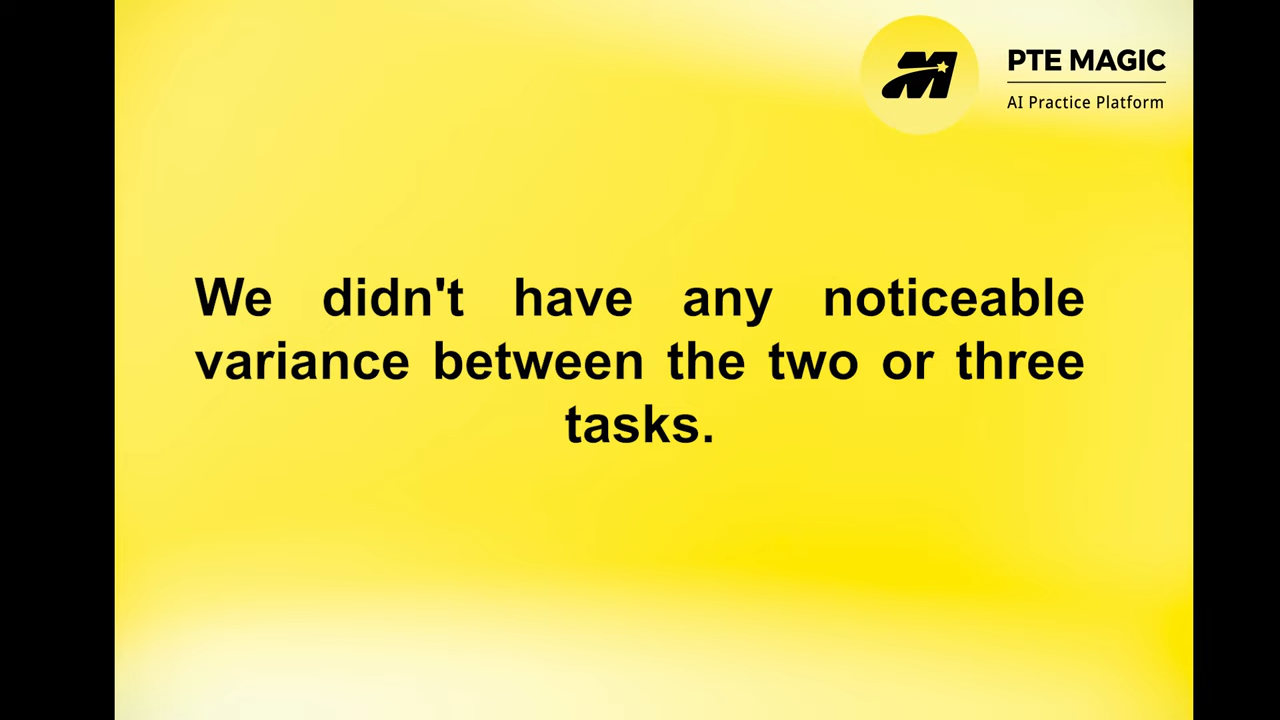 PTE MAGIC
AI Practice Platform
We didn't have any noticeable
variance between the two or three
tasks.